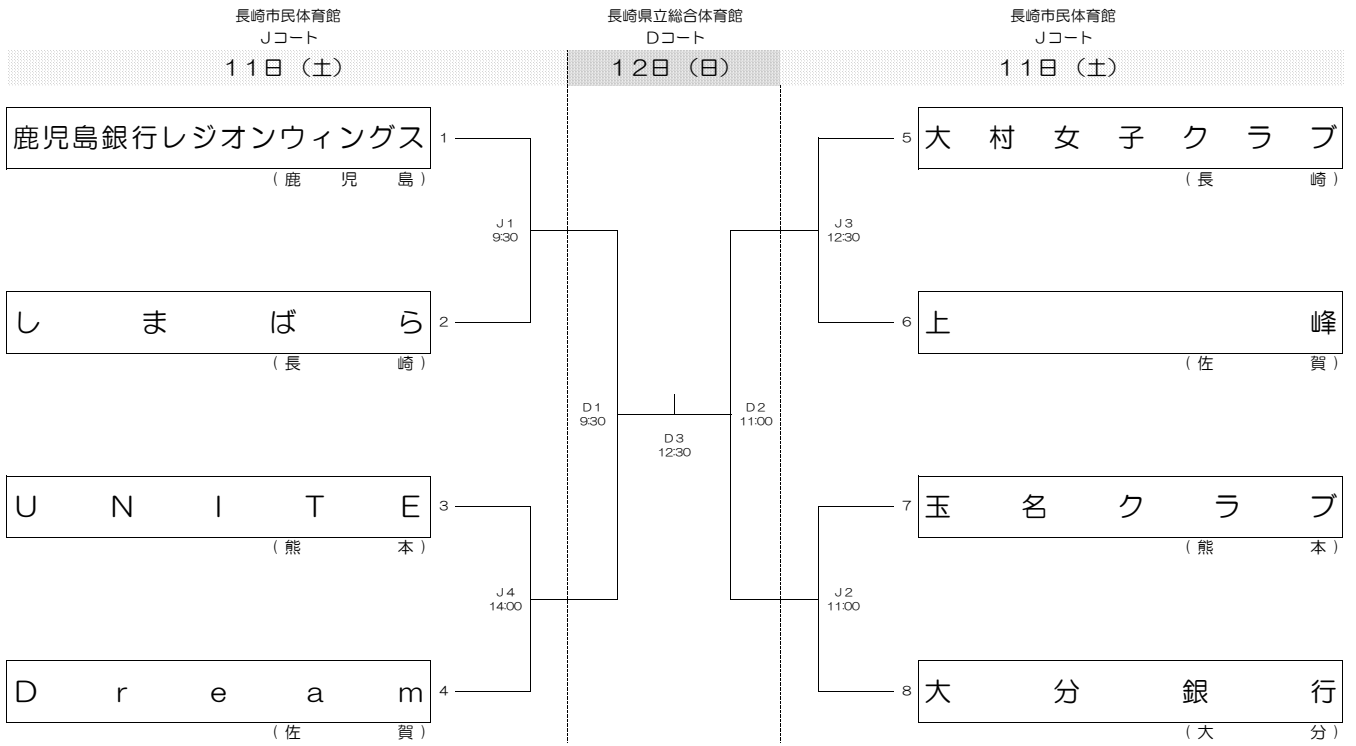 長崎市民体育館 長崎県立総合体育館 長崎市民体育館
Jコート Dコート Jコート
11日(土) 12日(日) 11日(土)
鹿児島銀行レジオンウィングス 1 5 大村女子クラブ
(鹿児島) (長崎)
J1 J3
9:30 12:30
しまばら 2 6 上峰
(長崎) (佐賀)
D1 D2
9:30 11:00
D3
12:30
UNITE 3 7 玉名クラブ
(熊本) (熊本)
J4 J2
14:00 11:00
Dream 4 8 大分銀行
(佐賀) (大分)